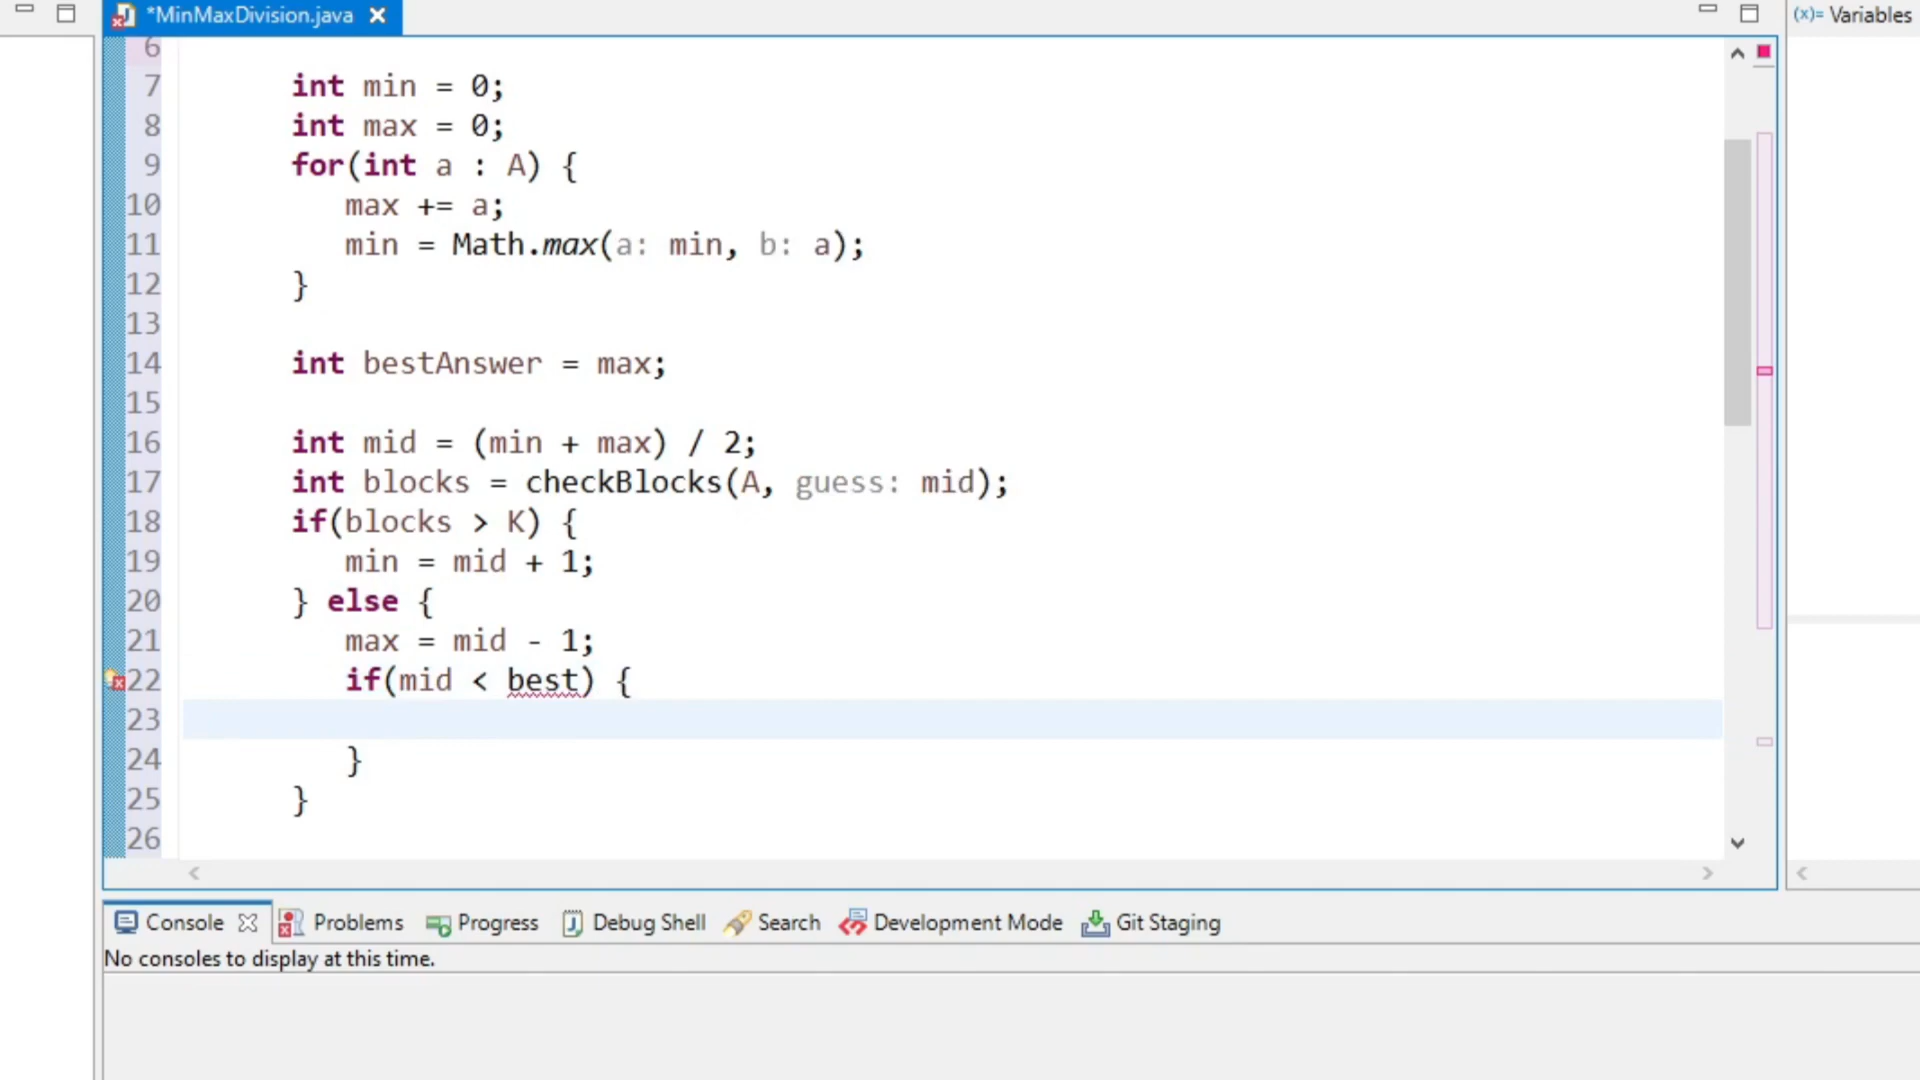 *MinMaxDivision.java
(x)= Variables
6
7 int min = 0;
8 int max = 0;
9 for(int a : A) {
10 max += a;
11 min = Math.max(a: min, b: a);
12 }
13
14 int bestAnswer = max;
15
16 int mid = (min + max) / 2;
17 int blocks = checkBlocks(A, guess: mid);
18 if(blocks > K) {
19 min = mid + 1;
20 } else {
21 max = mid - 1;
22 if(mid < best) {
23
24 }
25 }
26
Console Problems Progress Debug Shell Search Development Mode Git Staging
No consoles to display at this time.